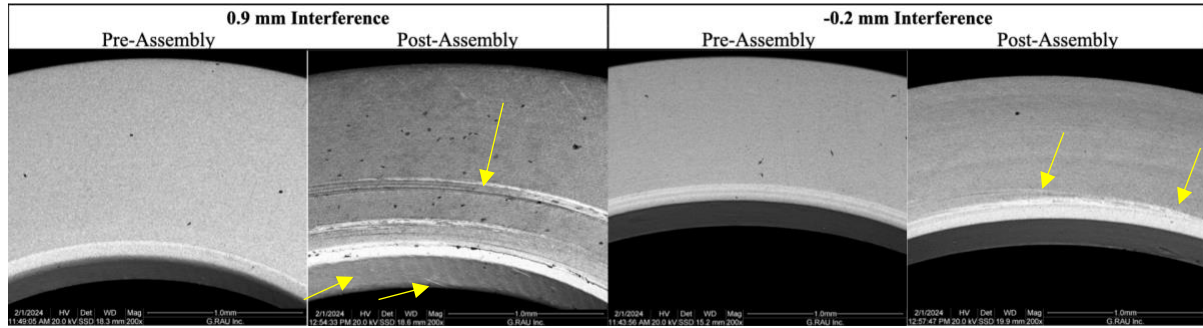 0.9 mm Interference
-0.2 mm Interference
Pre-Assembly
Post-Assembly
Pre-Assembly
Post-Assembly
2/1/2024 HV Det WD Mag 1.0mm
11:49:05 AM 20.0 kV SSD 18.3 mm 200x G.RAU Inc.
2/1/2024 HV Det WD Mag 1.0mm
12:54:33 PM 20.0 kV SSD 18.6 mm 200x G.RAU Inc.
2/1/2024 HV Det WD Mag 1.0mm
11:43:56 AM 20.0 kV SSD 15.2 mm 200x G.RAU Inc.
2/1/2024 HV Det WD Mag 1.0mm
12:57:47 PM 20.0 kV SSD 19.9 mm 200x G.RAU Inc.